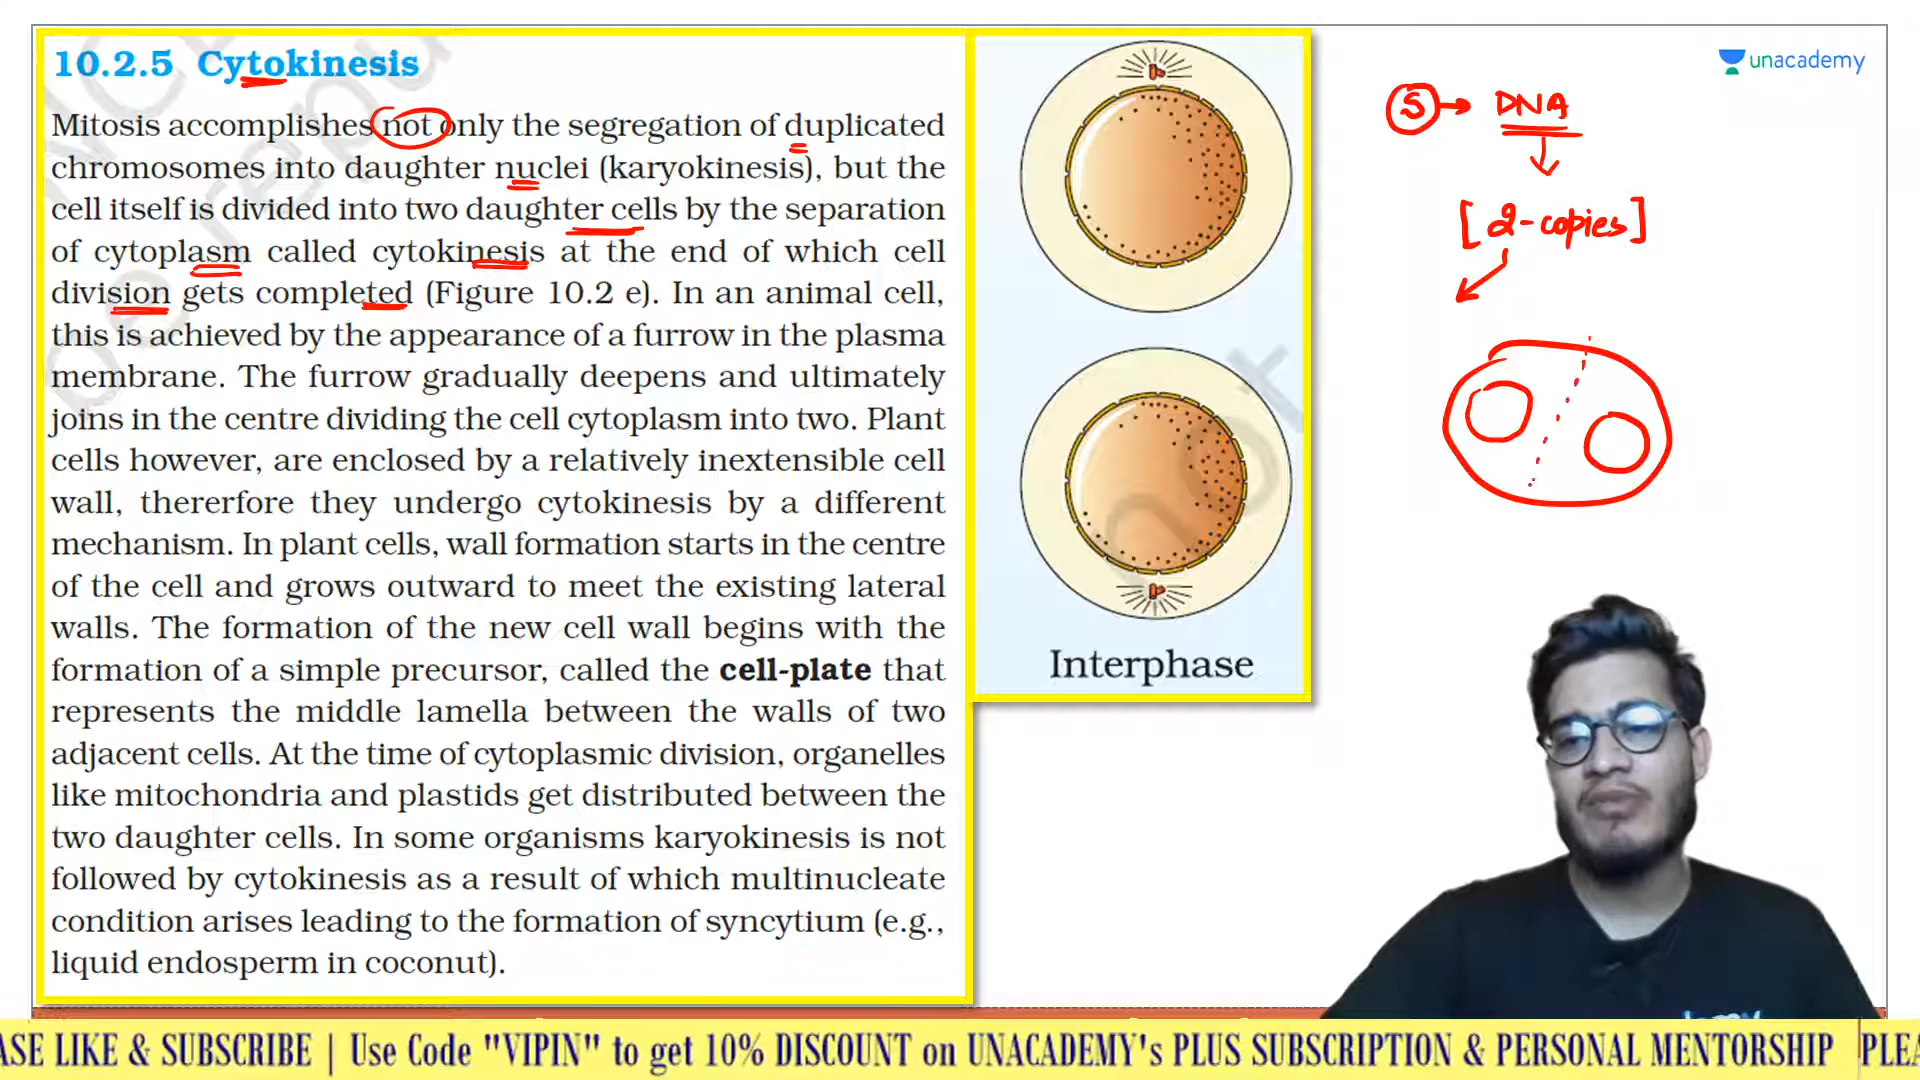 10.2.5 Cytokinesis
Mitosis accomplishes not only the segregation of duplicated
chromosomes into daughter nuclei (karyokinesis), but the
cell itself is divided into two daughter cells by the separation
of cytoplasm called cytokinesis at the end of which cell
division gets completed (Figure 10.2 e). In an animal cell,
this is achieved by the appearance of a furrow in the plasma
membrane. The furrow gradually deepens and ultimately
joins in the centre dividing the cell cytoplasm into two. Plant
cells however, are enclosed by a relatively inextensible cell
wall, thererfore they undergo cytokinesis by a different
mechanism. In plant cells, wall formation starts in the centre
of the cell and grows outward to meet the existing lateral
walls. The formation of the new cell wall begins with the
formation of a simple precursor, called the cell-plate that
represents the middle lamella between the walls of two
adjacent cells. At the time of cytoplasmic division, organelles
like mitochondria and plastids get distributed between the
two daughter cells. In some organisms karyokinesis is not
followed by cytokinesis as a result of which multinucleate
condition arises leading to the formation of syncytium (e.g.,
liquid endosperm in coconut).
Interphase
unacademy
S → DNA
[2-copies]
not
ASE LIKE & SUBSCRIBE | Use Code "VIPIN" to get 10% DISCOUNT on UNACADEMY's PLUS SUBSCRIPTION & PERSONAL MENTORSHIP PLEA